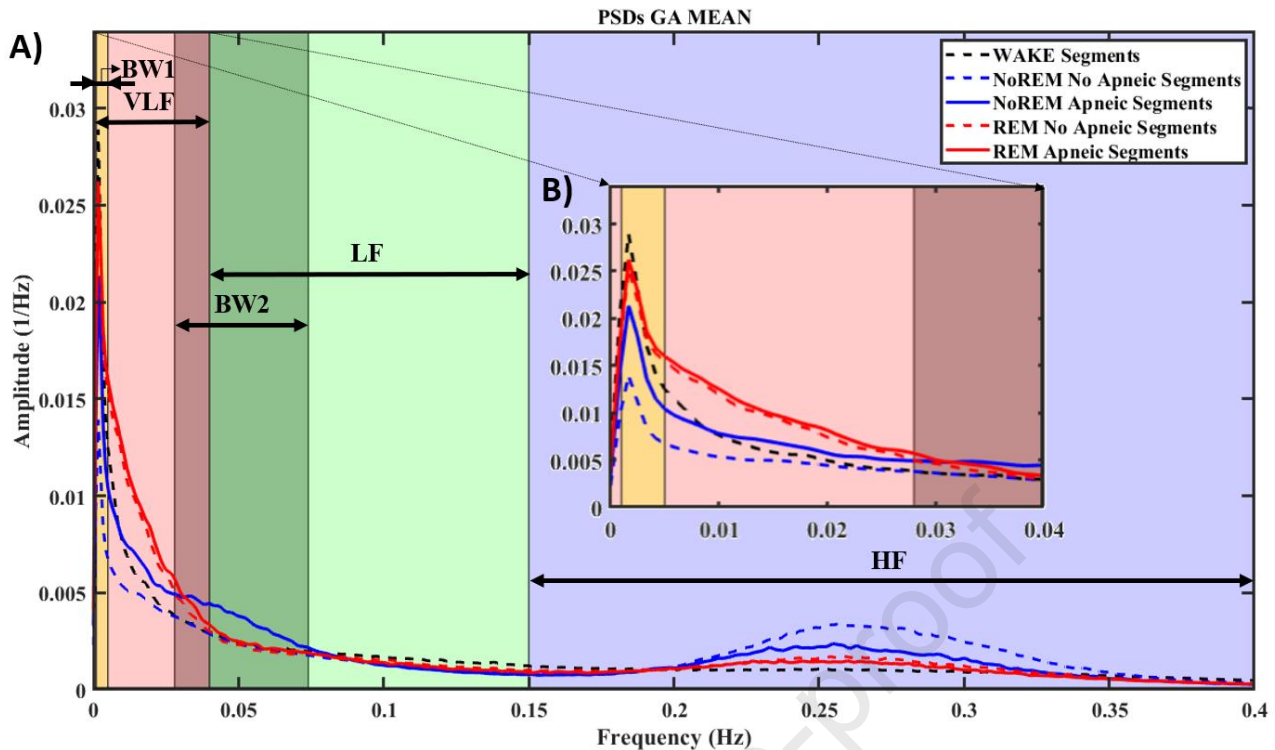 PSDs GA MEAN
A)
BW1
VLF
LF
BW2
HF
WAKE Segments
NoREM No Apneic Segments
NoREM Apneic Segments
REM No Apneic Segments
REM Apneic Segments
B)
0.03
0.025
0.02
0.015
0.01
0.005
0
0
0.01
0.02
0.03
0.04
Amplitude (1/Hz)
0.03
0.025
0.02
0.015
0.01
0.005
0
0
0.05
0.1
0.15
0.2
0.25
0.3
0.35
0.4
Frequency (Hz)
-proof